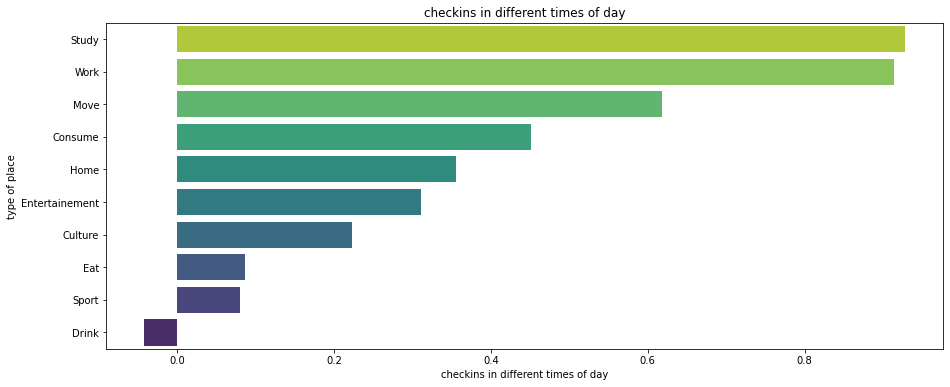 checkins in different times of day
type of place
Study
Work
Move
Consume
Home
Entertainement
Culture
Eat
Sport
Drink
0.0 0.2 0.4 0.6 0.8
checkins in different times of day